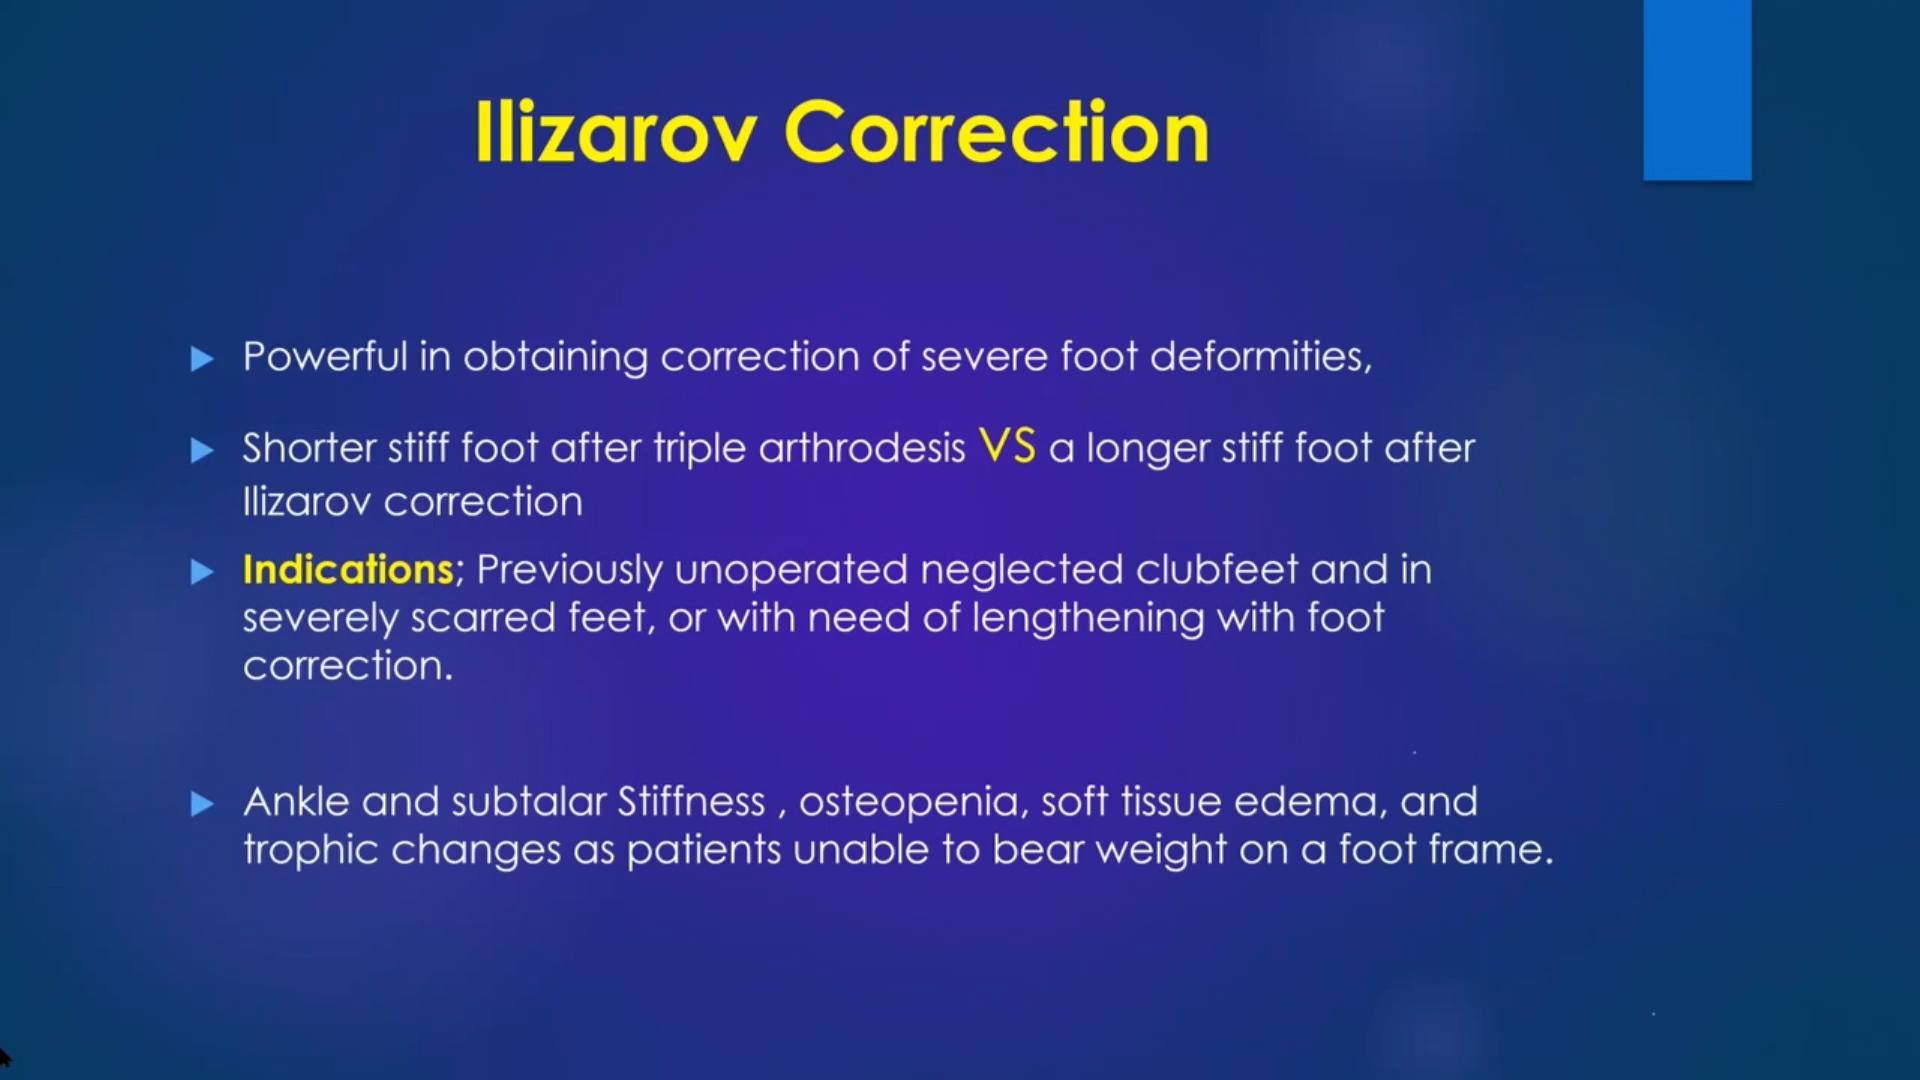 Ilizarov Correction
Powerful in obtaining correction of severe foot deformities,
Shorter stiff foot after triple arthrodesis VS a longer stiff foot after
Ilizarov correction
Indications; Previously unoperated neglected clubfeet and in
severely scarred feet, or with need of lengthening with foot
correction.
Ankle and subtalar Stiffness , osteopenia, soft tissue edema, and
trophic changes as patients unable to bear weight on a foot frame.